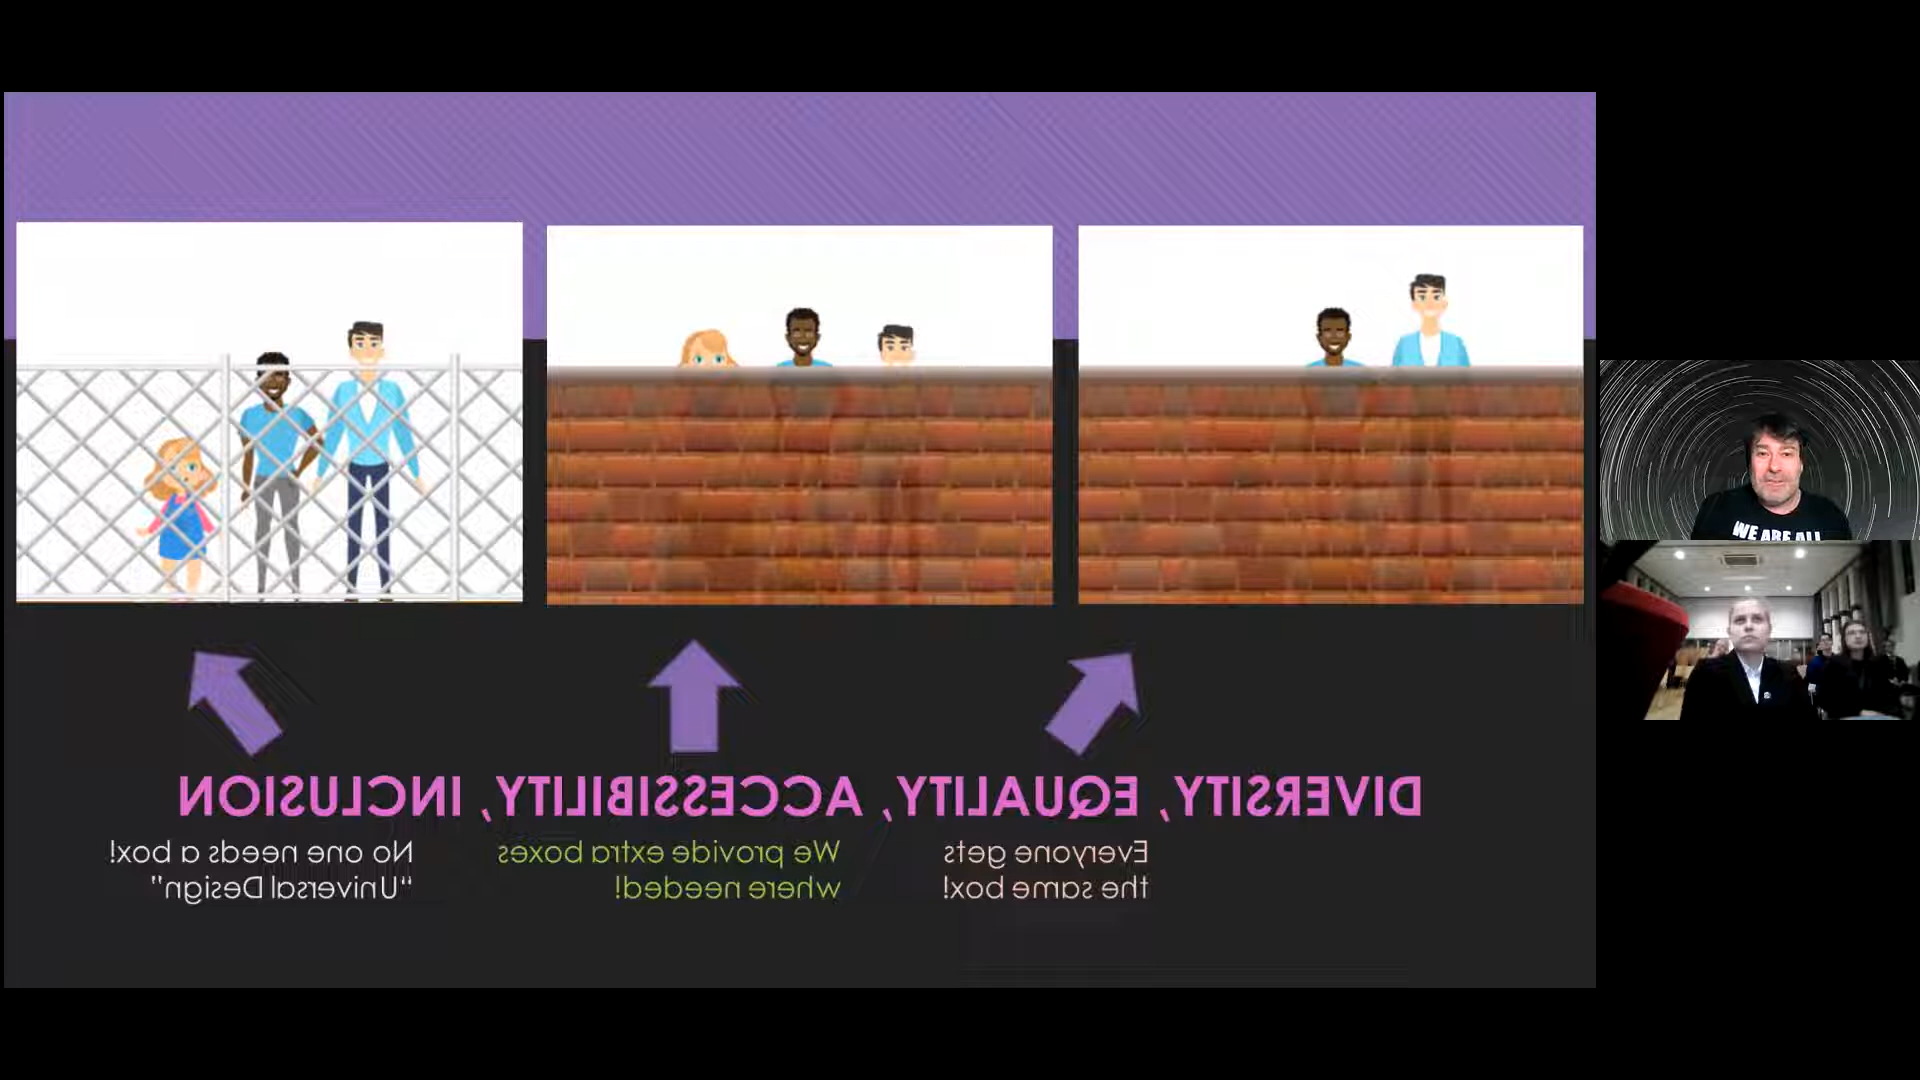 DIVERSITY, EQUALITY, ACCESSIBILITY, INCLUSION
Everyone gets
the same box!
We provide extra boxes
where needed!
No one needs a box!
“Universal Design”
WE ARE ALL